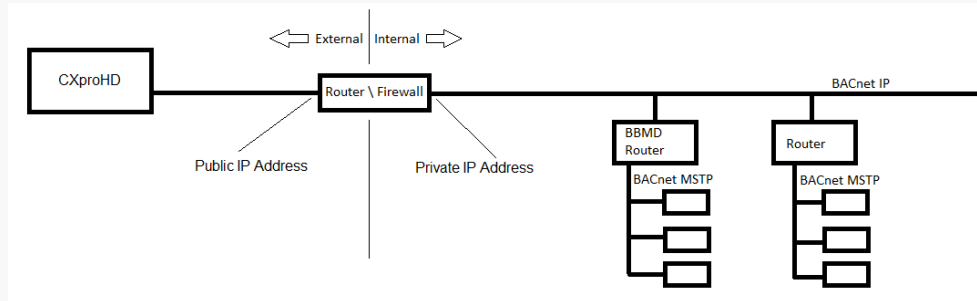 External Internal
CXproHD
Router \ Firewall
BACnet IP
Public IP Address
Private IP Address
BBMD
Router
Router
BACnet MSTP
BACnet MSTP